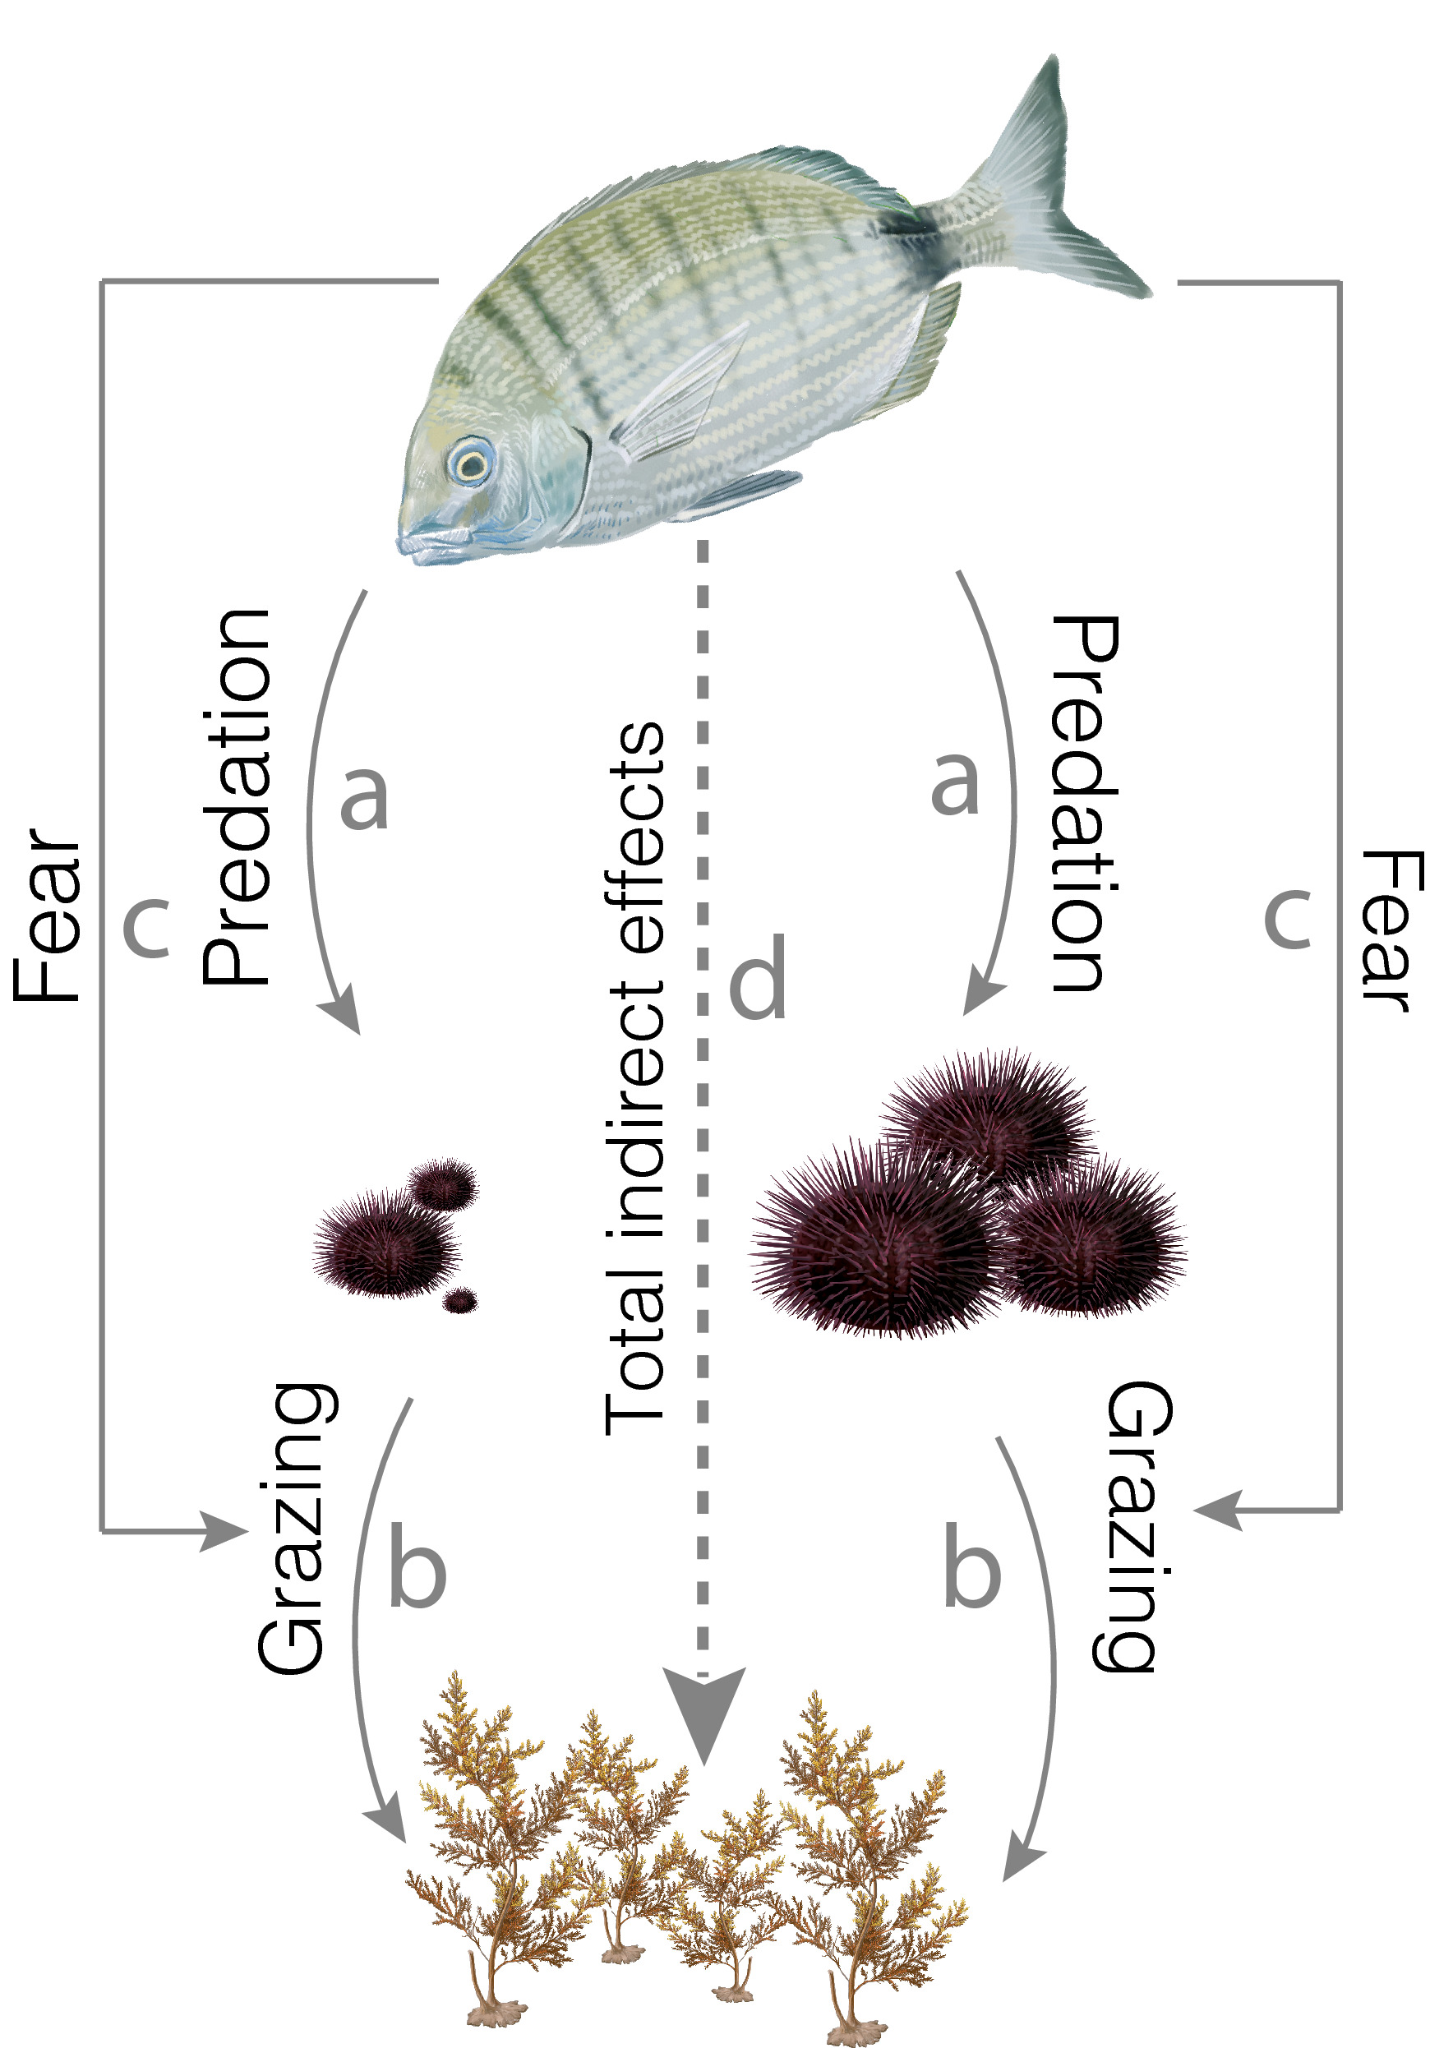 Fear
c
Predation
a
Total indirect effects
d
a
Predation
c
Fear
Grazing
b
b
Grazing